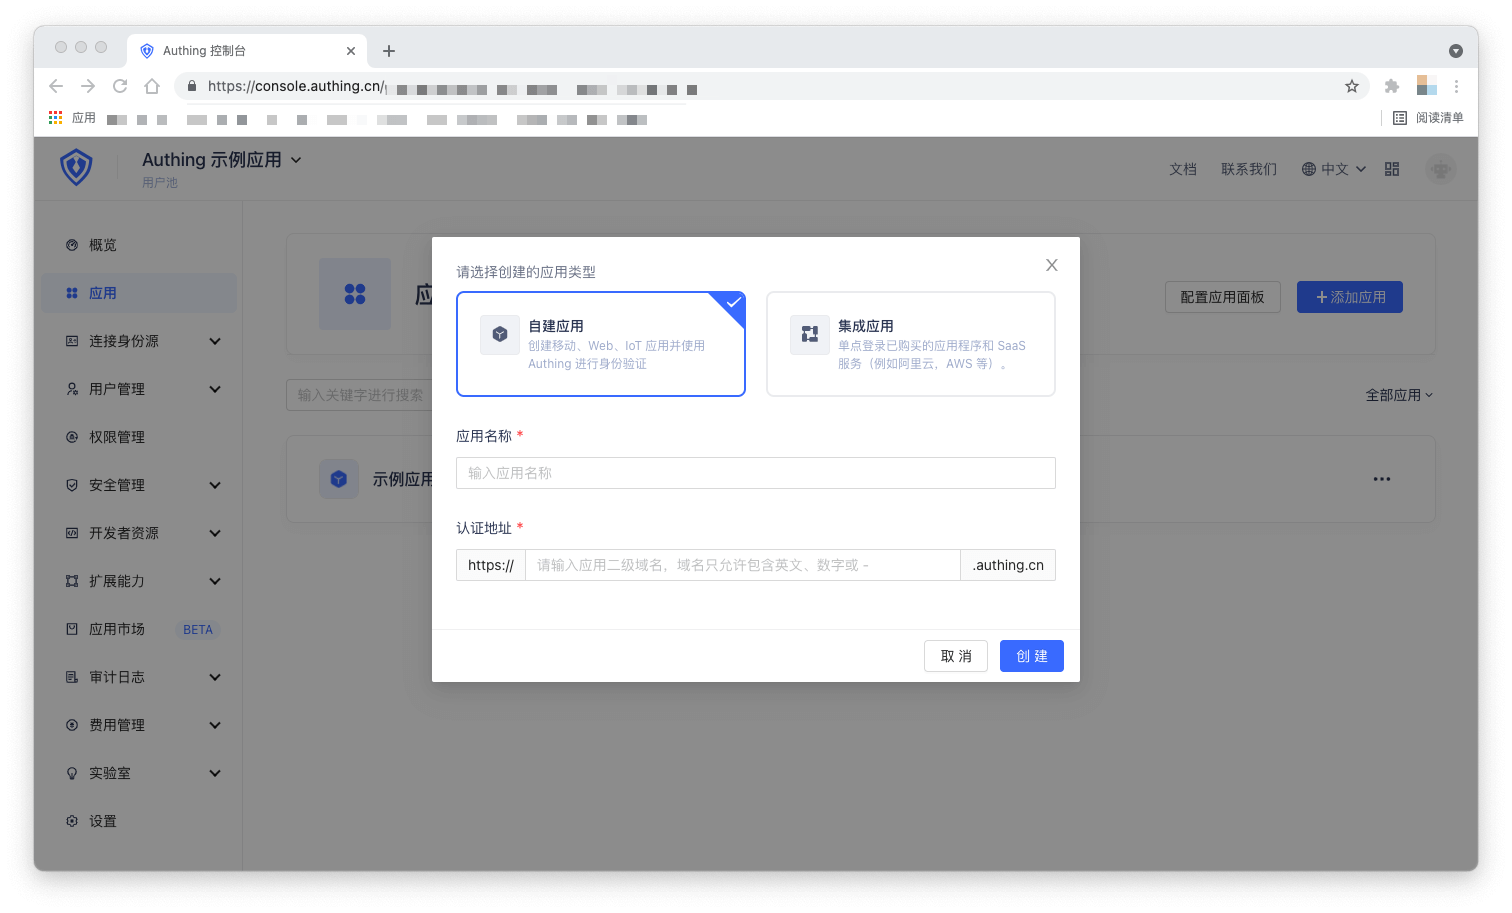 Authing 控制台
https://console.authing.cn/
应用
阅读清单
Authing 示例应用
用户池
文档
联系我们
中文
概览
应用
连接身份源
用户管理
权限管理
安全管理
开发者资源
扩展能力
应用市场 BETA
审计日志
费用管理
实验室
设置
应
配置应用面板
添加应用
输入关键字进行搜索
全部应用
示例应用
请选择创建的应用类型
自建应用
创建移动、Web、IoT 应用并使用
Authing 进行身份验证
集成应用
单点登录已购买的应用程序和 SaaS
服务（例如阿里云，AWS 等）。
应用名称 *
输入应用名称
认证地址 *
https://
请输入应用二级域名，域名只允许包含英文、数字或 -
.authing.cn
取 消
创 建